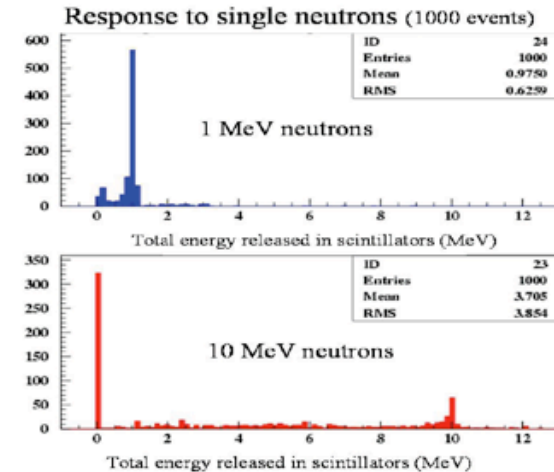 Response to single neutrons (1000 events)
600
500
400
300
200
100
0
ID 24
Entries 1000
Mean 0.9750
RMS 0.6259
1 MeV neutrons
0 2 4 6 8 10 12
Total energy released in scintillators (MeV)
350
300
250
200
150
100
50
0
ID 23
Entries 1000
Mean 3.705
RMS 3.854
10 MeV neutrons
0 2 4 6 8 10 12
Total energy released in scintillators (MeV)